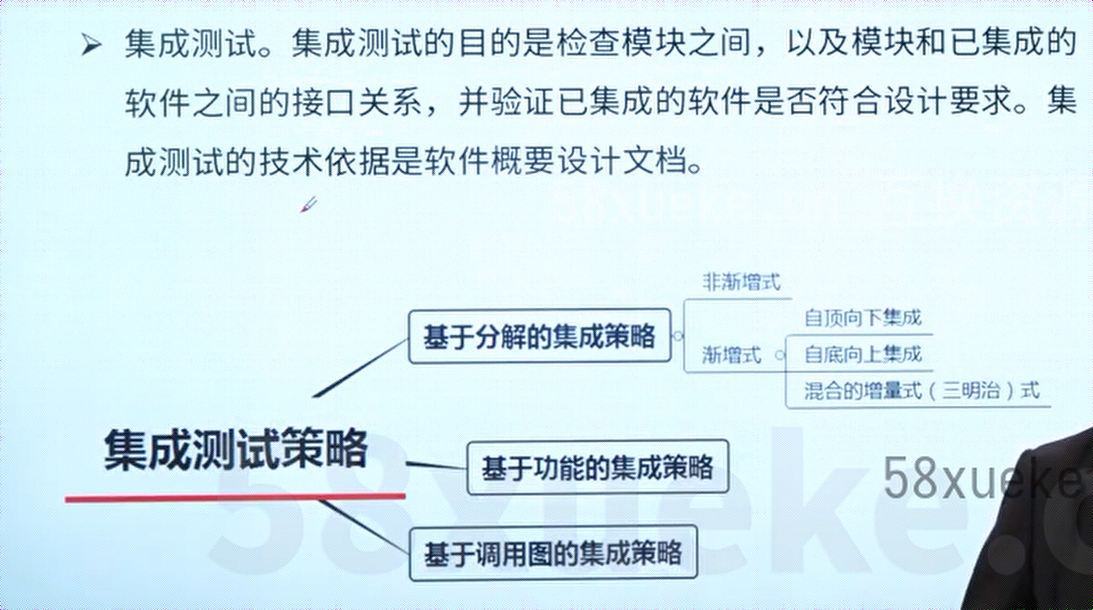 集成测试。集成测试的目的是检查模块之间，以及模块和已集成的
软件之间的接口关系，并验证已集成的软件是否符合设计要求。集
成测试的技术依据是软件概要设计文档。
非渐增式
自顶向下集成
基于分解的集成策略
渐增式
自底向上集成
混合的增量式（三明治）式
集成测试策略
基于功能的集成策略
58xueke
基于调用图的集成策略
58xueke.c